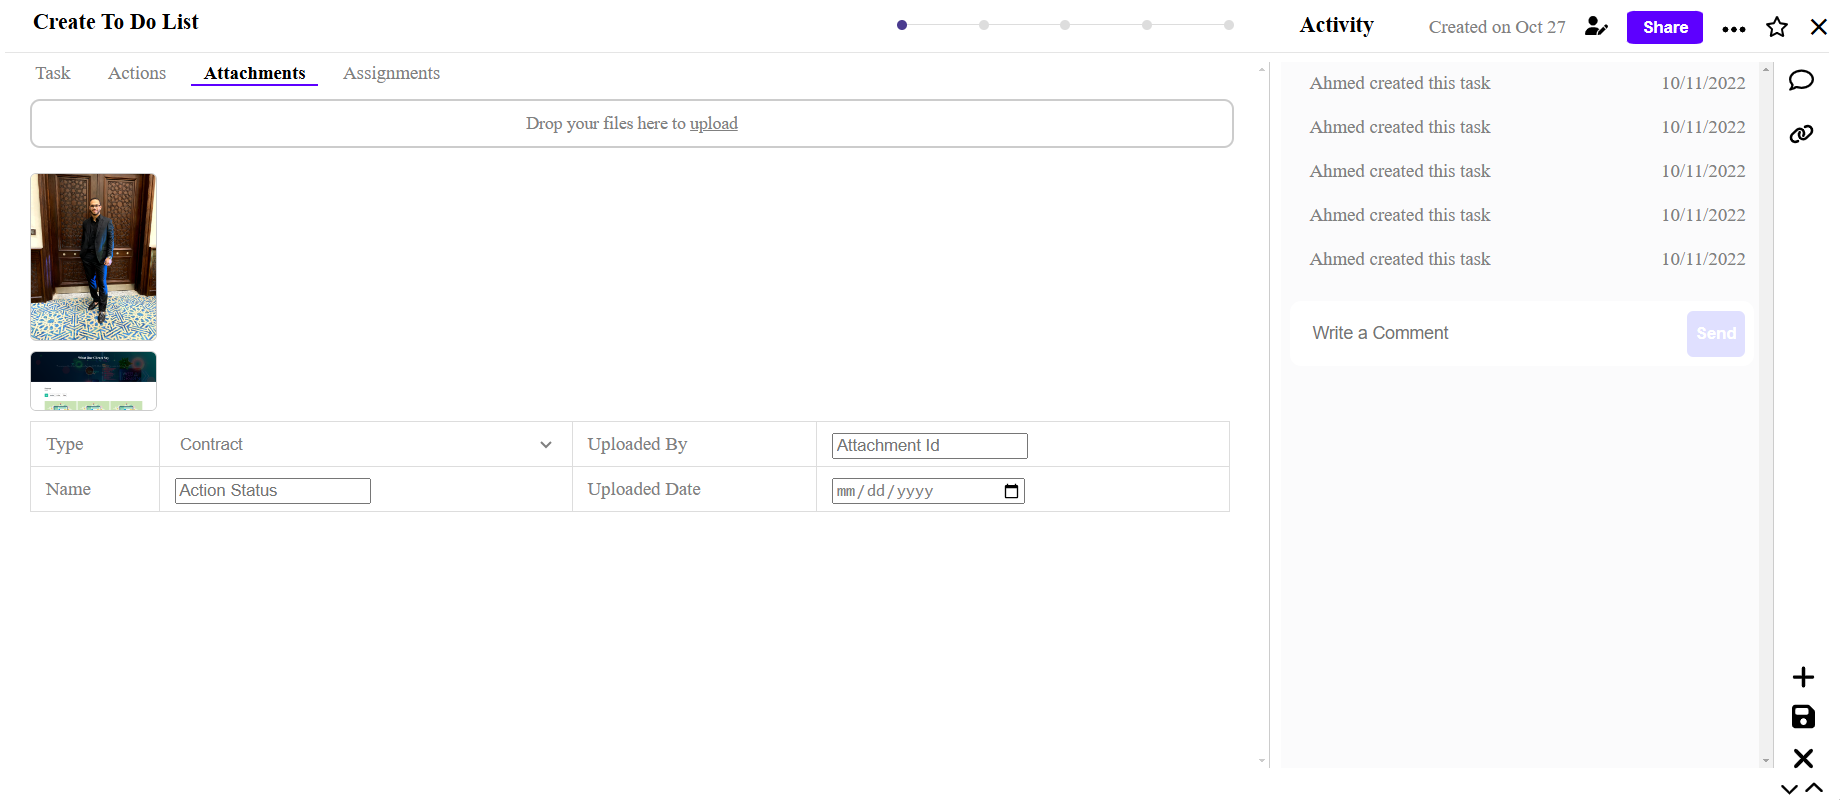 Create To Do List
Activity
Created on Oct 27
Share
Task
Actions
Attachments
Assignments
Drop your files here to upload
Type
Contract
Uploaded By
Attachment Id
Name
Action Status
Uploaded Date
mm/dd/yyyy
Ahmed created this task 10/11/2022
Ahmed created this task 10/11/2022
Ahmed created this task 10/11/2022
Ahmed created this task 10/11/2022
Ahmed created this task 10/11/2022
Write a Comment
Send